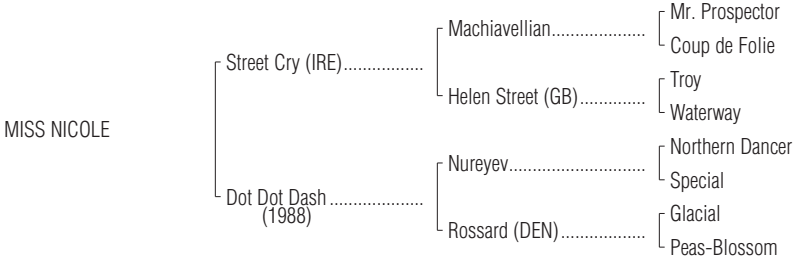 Mr. Prospector
Machiavellian.....................
Coup de Folie
Street Cry (IRE).................
Troy
Helen Street (GB)..............
Waterway
MISS NICOLE
Northern Dancer
Nureyev.............................
Special
Dot Dot Dash ....................
(1988)
Glacial
Rossard (DEN)..................
Peas-Blossom